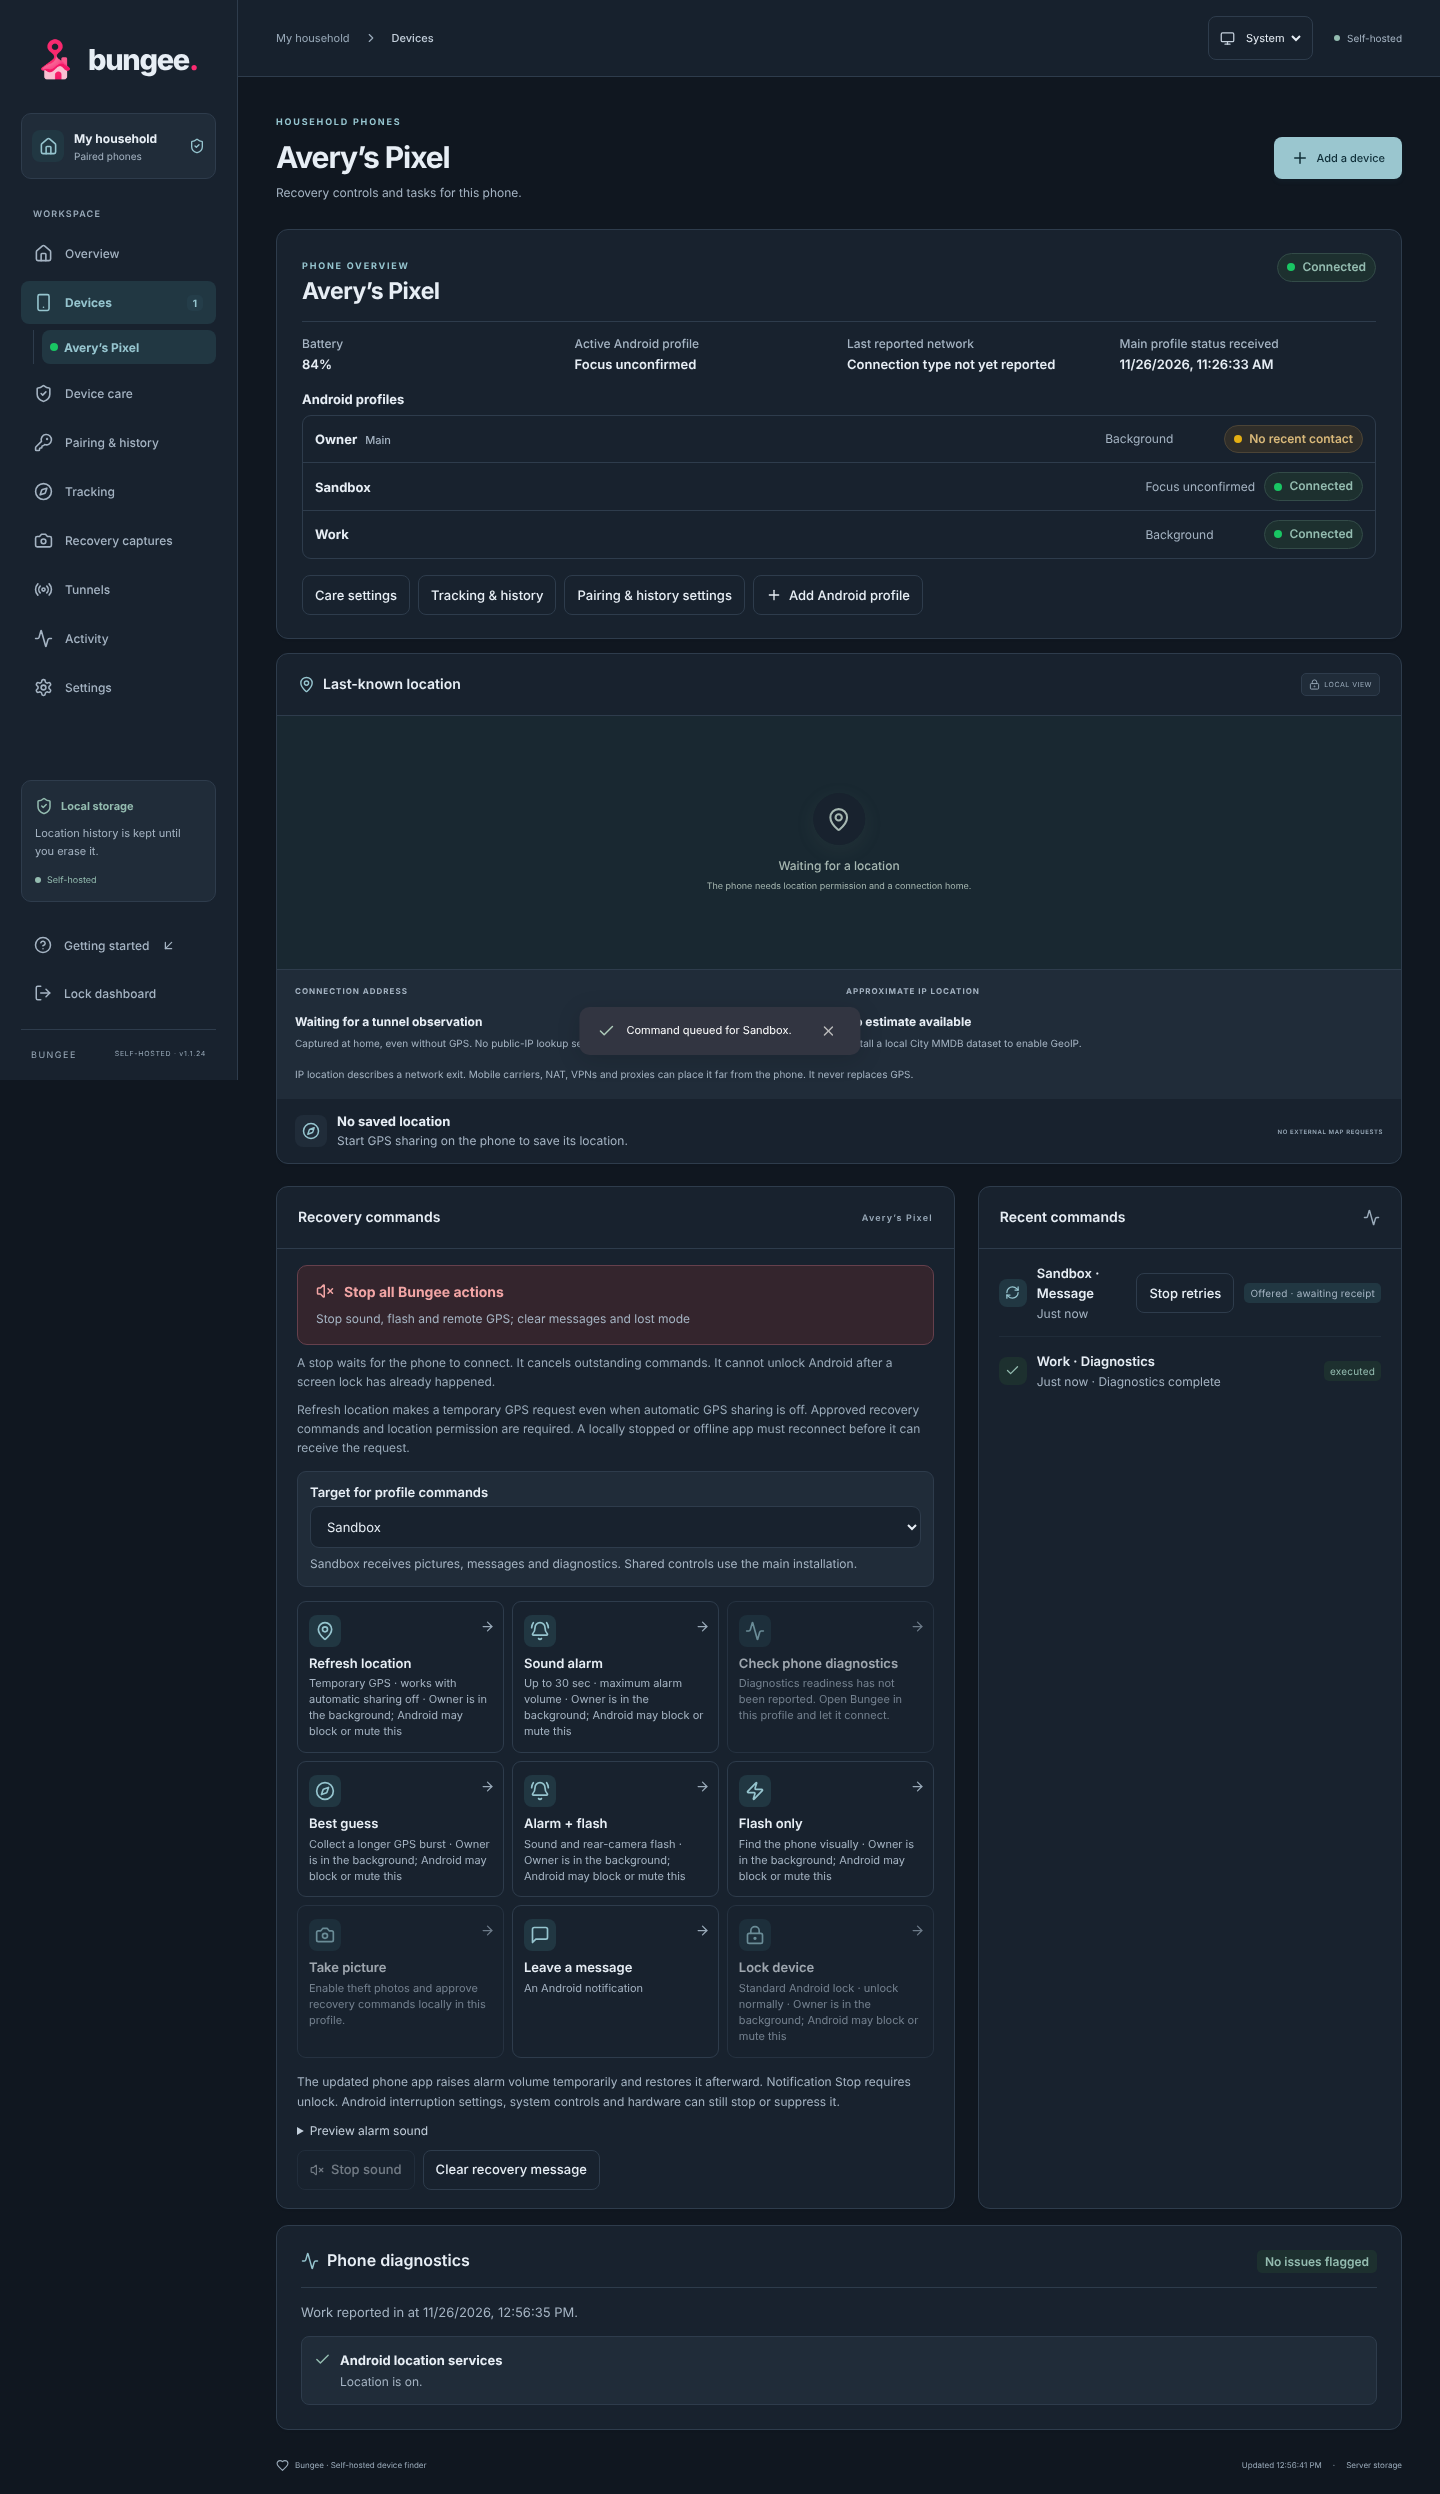 bungee.
My household
Paired phones
WORKSPACE
Overview
Devices
1
Avery’s Pixel
Device care
Pairing & history
Tracking
Recovery captures
Tunnels
Activity
Settings
Local storage
Location history is kept until
you erase it.
Self-hosted
Getting started
Lock dashboard
BUNGEE
SELF-HOSTED · v1.1.24
My household
Devices
System
Self-hosted
HOUSEHOLD PHONES
Avery’s Pixel
Recovery controls and tasks for this phone.
Add a device
PHONE OVERVIEW
Avery’s Pixel
Connected
Battery
84%
Active Android profile
Focus unconfirmed
Last reported network
Connection type not yet reported
Main profile status received
11/26/2026, 11:26:33 AM
Android profiles
Owner Main
Background
No recent contact
Sandbox
Focus unconfirmed
Connected
Work
Background
Connected
Care settings
Tracking & history
Pairing & history settings
Add Android profile
Last-known location
LOCAL VIEW
Waiting for a location
The phone needs location permission and a connection home.
CONNECTION ADDRESS
Waiting for a tunnel observation
Captured at home, even without GPS. No public-IP lookup
APPROXIMATE IP LOCATION
estimate available
a local City MMDB dataset to enable GeoIP.
Command queued for Sandbox.
IP location describes a network exit. Mobile carriers, NAT, VPNs and proxies can place it far from the phone. It never replaces GPS.
No saved location
Start GPS sharing on the phone to save its location.
NO EXTERNAL MAP REQUESTS
Recovery commands
Avery’s Pixel
Stop all Bungee actions
Stop sound, flash and remote GPS; clear messages and lost mode
A stop waits for the phone to connect. It cancels outstanding commands. It cannot unlock Android after a
screen lock has already happened.
Refresh location makes a temporary GPS request even when automatic GPS sharing is off. Approved recovery
commands and location permission are required. A locally stopped or offline app must reconnect before it can
receive the request.
Target for profile commands
Sandbox
Sandbox receives pictures, messages and diagnostics. Shared controls use the main installation.
Refresh location
Temporary GPS · works with
automatic sharing off · Owner is in
the background; Android may
block or mute this
Sound alarm
Up to 30 sec · maximum alarm
volume · Owner is in the
background; Android may block or
mute this
Check phone diagnostics
Diagnostics readiness has not
been reported. Open Bungee in
this profile and let it connect.
Best guess
Collect a longer GPS burst · Owner
is in the background; Android may
block or mute this
Alarm + flash
Sound and rear-camera flash ·
Owner is in the background;
Android may block or mute this
Flash only
Find the phone visually · Owner is
in the background; Android may
block or mute this
Take picture
Enable theft photos and approve
recovery commands locally in this
profile.
Leave a message
An Android notification
Lock device
Standard Android lock · unlock
normally · Owner is in the
background; Android may block or
mute this
The updated phone app raises alarm volume temporarily and restores it afterward. Notification Stop requires
unlock. Android interruption settings, system controls and hardware can still stop or suppress it.
Preview alarm sound
Stop sound
Clear recovery message
Recent commands
Sandbox ·
Message
Just now
Stop retries
Offered · awaiting receipt
Work · Diagnostics
Just now · Diagnostics complete
executed
Phone diagnostics
No issues flagged
Work reported in at 11/26/2026, 12:56:35 PM.
Android location services
Location is on.
Bungee · Self-hosted device finder
Updated 12:56:41 PM · Server storage